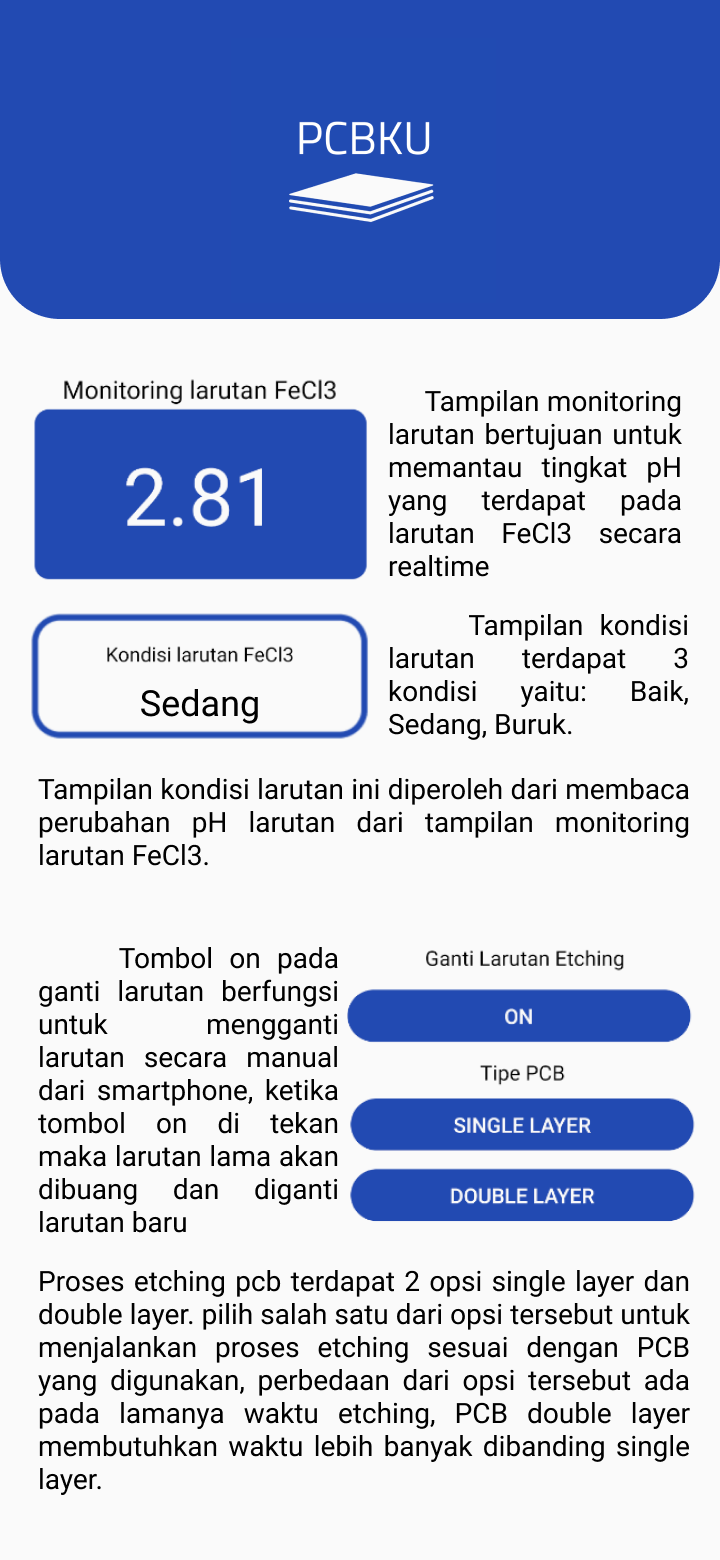 PCBKU
Monitoring larutan FeCl3
2.81
Tampilan monitoring
larutan bertujuan untuk
memantau tingkat pH
yang terdapat pada
larutan FeCl3 secara
realtime
Kondisi larutan FeCl3
Sedang
Tampilan kondisi
larutan terdapat 3
kondisi yaitu: Baik,
Sedang, Buruk.
Tampilan kondisi larutan ini diperoleh dari membaca
perubahan pH larutan dari tampilan monitoring
larutan FeCl3.
Tombol on pada
ganti larutan berfungsi
untuk mengganti
larutan secara manual
dari smartphone, ketika
tombol on di tekan
maka larutan lama akan
dibuang dan diganti
larutan baru
Ganti Larutan Etching
ON
Tipe PCB
SINGLE LAYER
DOUBLE LAYER
Proses etching pcb terdapat 2 opsi single layer dan
double layer. pilih salah satu dari opsi tersebut untuk
menjalankan proses etching sesuai dengan PCB
yang digunakan, perbedaan dari opsi tersebut ada
pada lamanya waktu etching, PCB double layer
membutuhkan waktu lebih banyak dibanding single
layer.